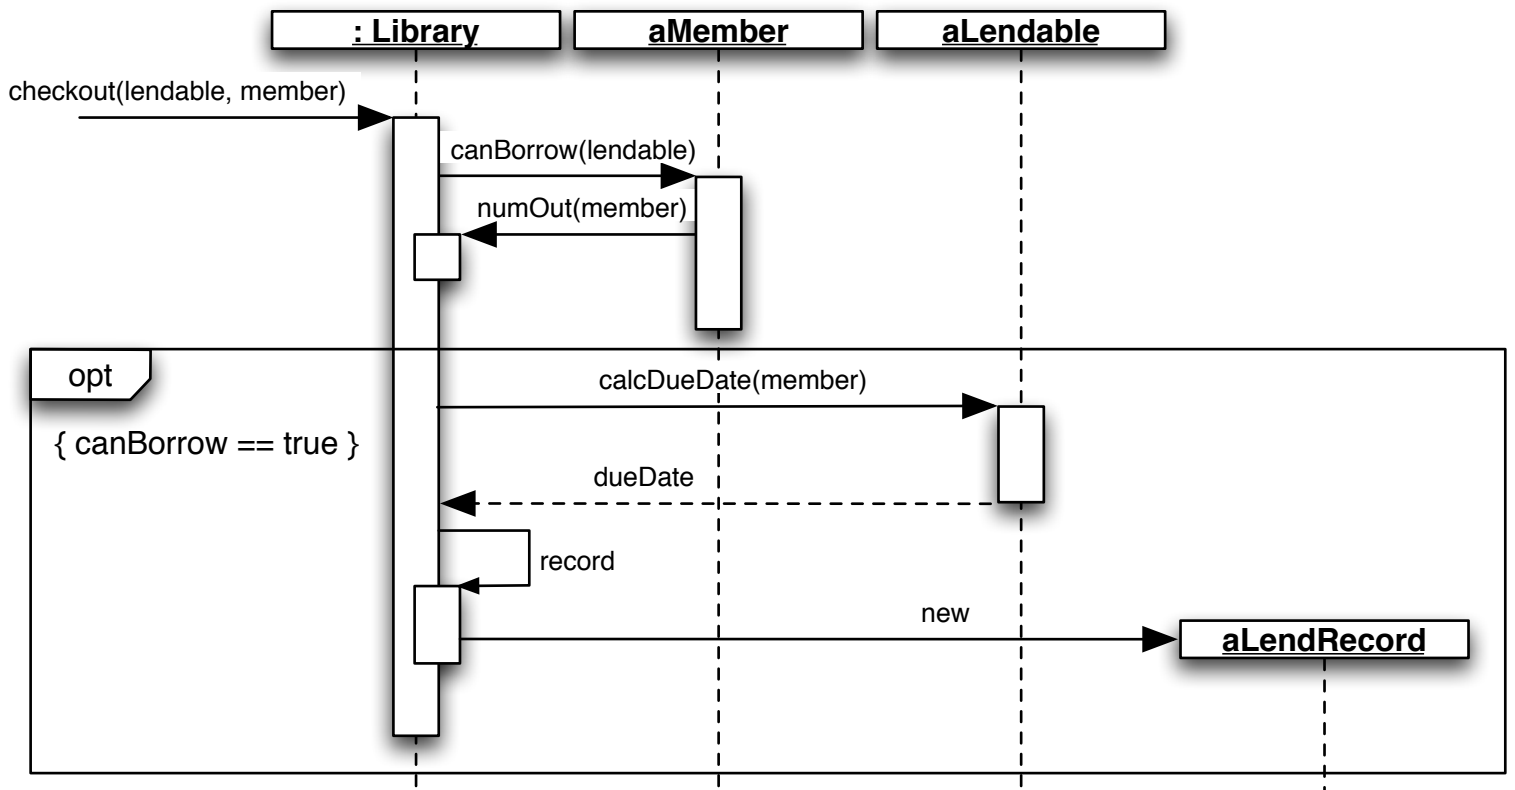 : Library
aMember
aLendable
checkout(lendable, member)
canBorrow(lendable)
numOut(member)
opt
calcDueDate(member)
{ canBorrow == true }
dueDate
record
new
aLendRecord